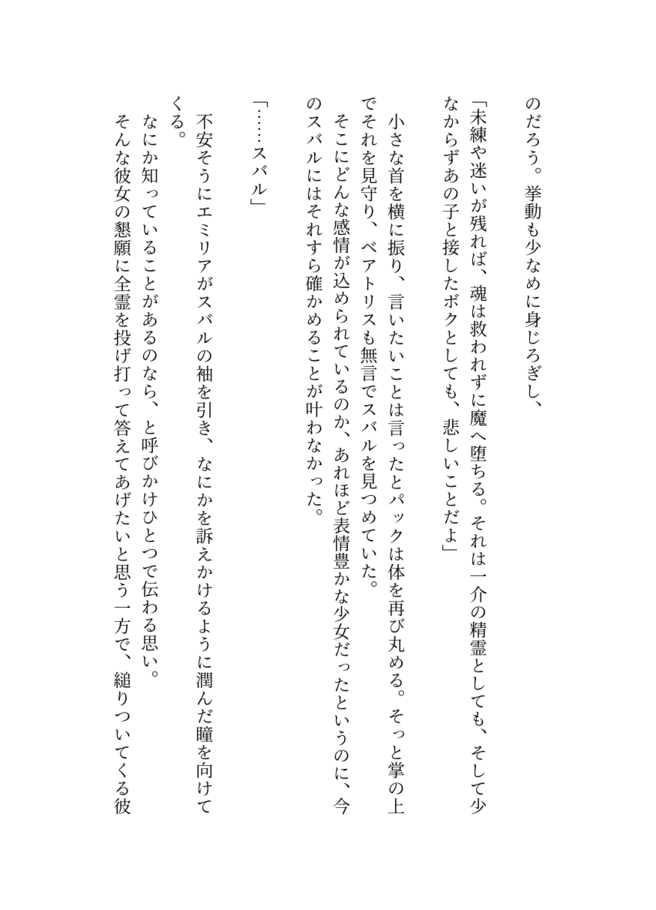 のだろう。挙動も少なめに身じろぎし、
「未練や迷いが残れば、魂は救われずに魔へ堕ちる。それは一介の精霊としても、そして少
なからずあの子と接したボクとしても、悲しいことだよ」
小さな首を横に振り、言いたいことは言ったとパックは体を再び丸める。そっと掌の上
でそれを見守り、ベアトリスも無言でスバルを見つめていた。
そこにどんな感情が込められているのか、あれほど表情豊かな少女だったというのに、今
のスバルにはそれすら確かめることが叶わなかった。
「……スバル」
不安そうにエミリアがスバルの袖を引き、なにかを訴えかけるように潤んだ瞳を向けて
くる。
なにか知っていることがあるのなら、と呼びかけひとつで伝わる思い。
そんな彼女の懇願に全霊を投げ打って答えてあげたいと思う一方で、縋りついてくる彼